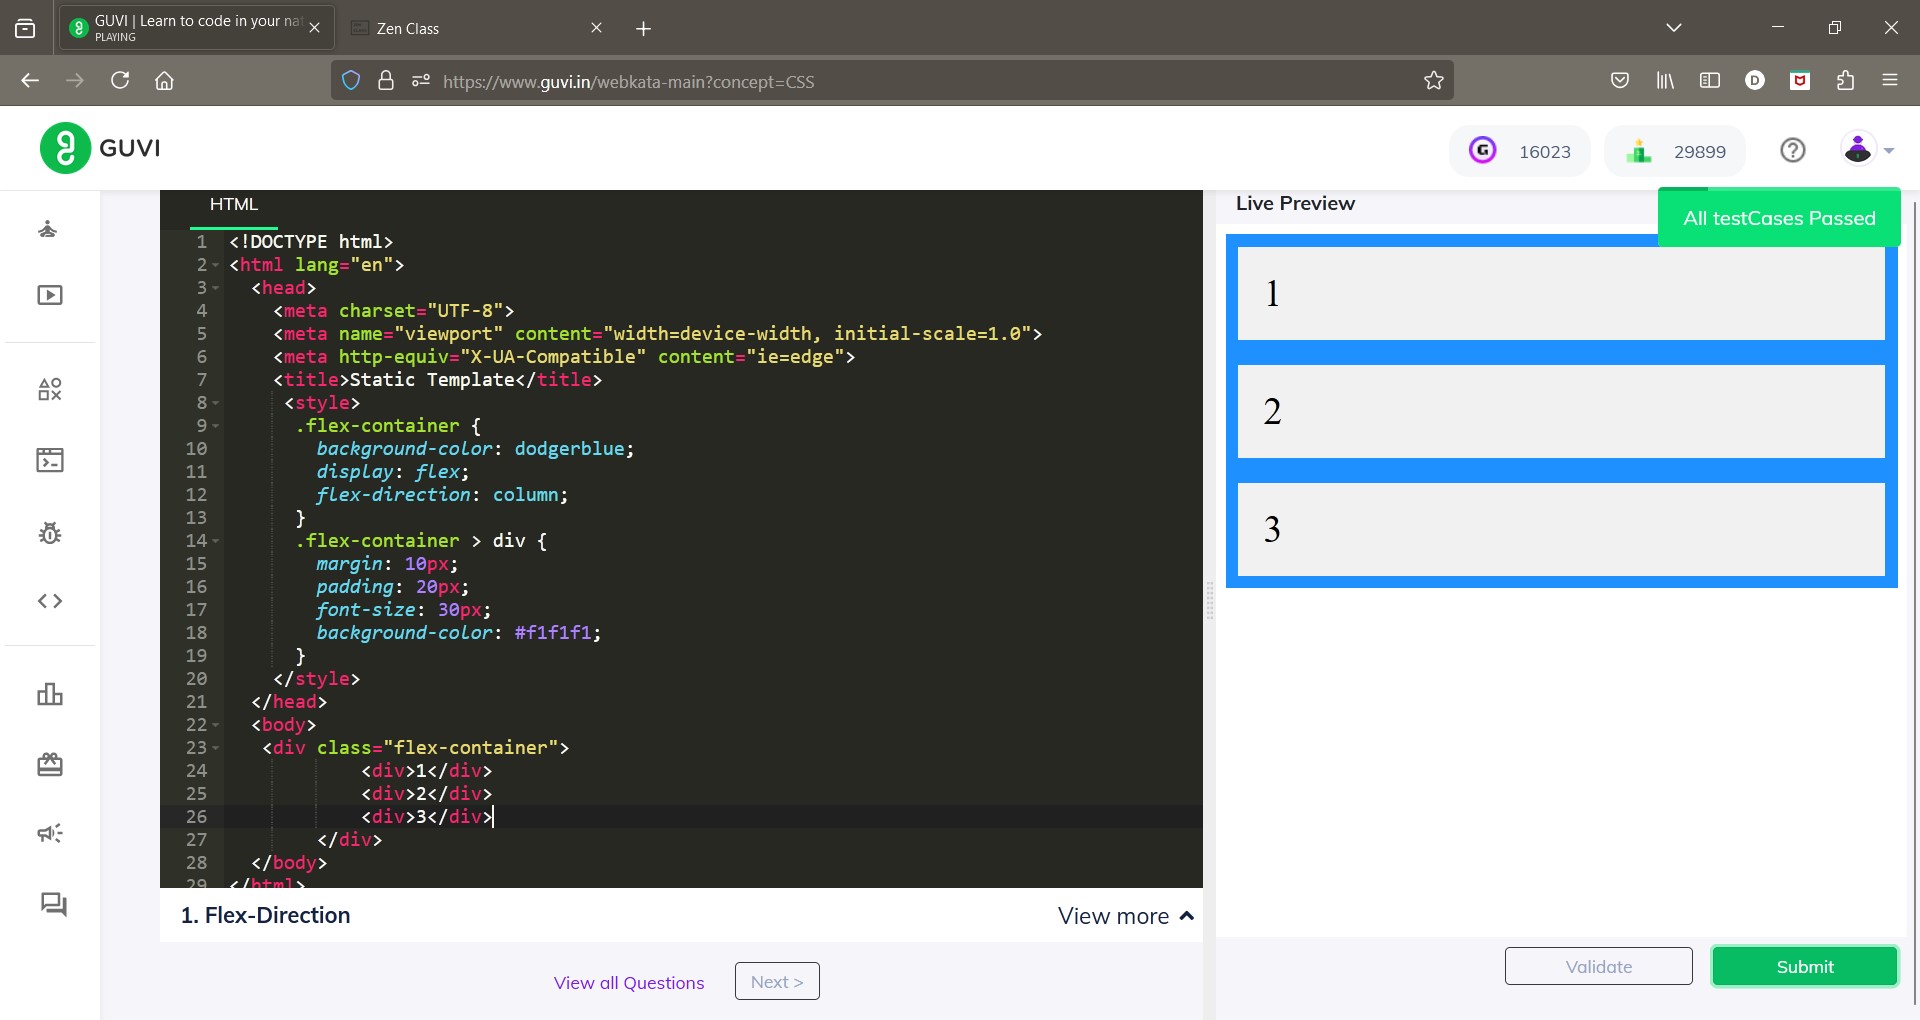 GUVI | Learn to code in your nat
PLAYING
Zen Class
https://www.guvi.in/webkata-main?concept=CSS
GUVI
16023
29899
HTML
Live Preview
All testCases Passed
1 <!DOCTYPE html>
2 <html lang="en">
3 <head>
4 <meta charset="UTF-8">
5 <meta name="viewport" content="width=device-width, initial-scale=1.0">
6 <meta http-equiv="X-UA-Compatible" content="ie=edge">
7 <title>Static Template</title>
8 <style>
9 .flex-container {
10 background-color: dodgerblue;
11 display: flex;
12 flex-direction: column;
13 }
14 .flex-container > div {
15 margin: 10px;
16 padding: 20px;
17 font-size: 30px;
18 background-color: #f1f1f1;
19 }
20 </style>
21 </head>
22 <body>
23 <div class="flex-container">
24 <div>1</div>
25 <div>2</div>
26 <div>3</div>
27 </div>
28 </body>
29 </html>
1
2
3
1. Flex-Direction
View more
View all Questions
Next >
Validate
Submit